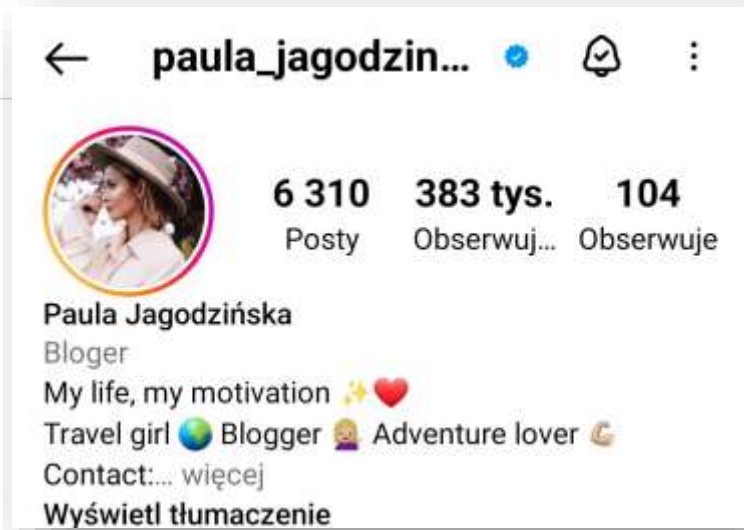 paula_jagodzin...
6 310 383 tys. 104
Posty Obserwuj... Obserwuje
Paula Jagodzińska
Bloger
My life, my motivation ✨❤️
Travel girl 🌍 Blogger 🙎🏼‍♀️ Adventure lover 💪🏼
Contact:... więcej
Wyświetl tłumaczenie